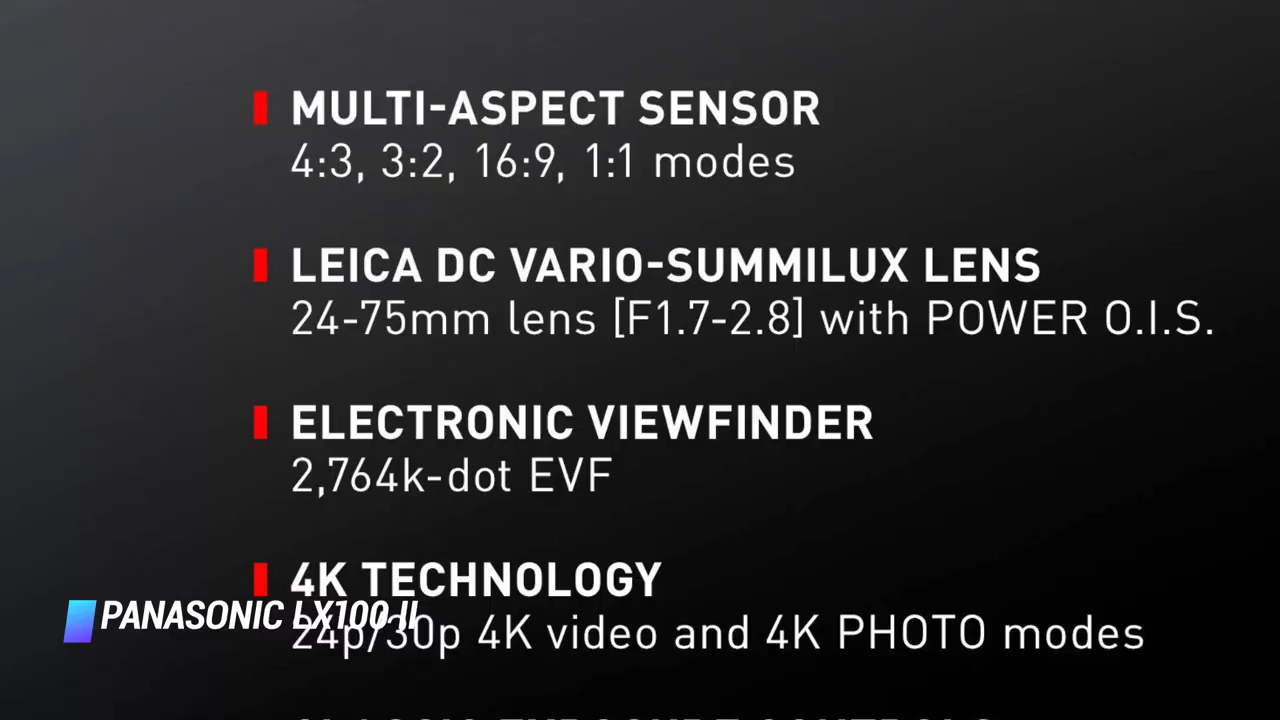 MULTI-ASPECT SENSOR
4:3, 3:2, 16:9, 1:1 modes
LEICA DC VARIO-SUMMILUX LENS
24-75mm lens [F1.7-2.8] with POWER O.I.S.
ELECTRONIC VIEWFINDER
2,764k-dot EVF
4K TECHNOLOGY
PANASONIC LX100 II
24p/30p 4K video and 4K PHOTO modes